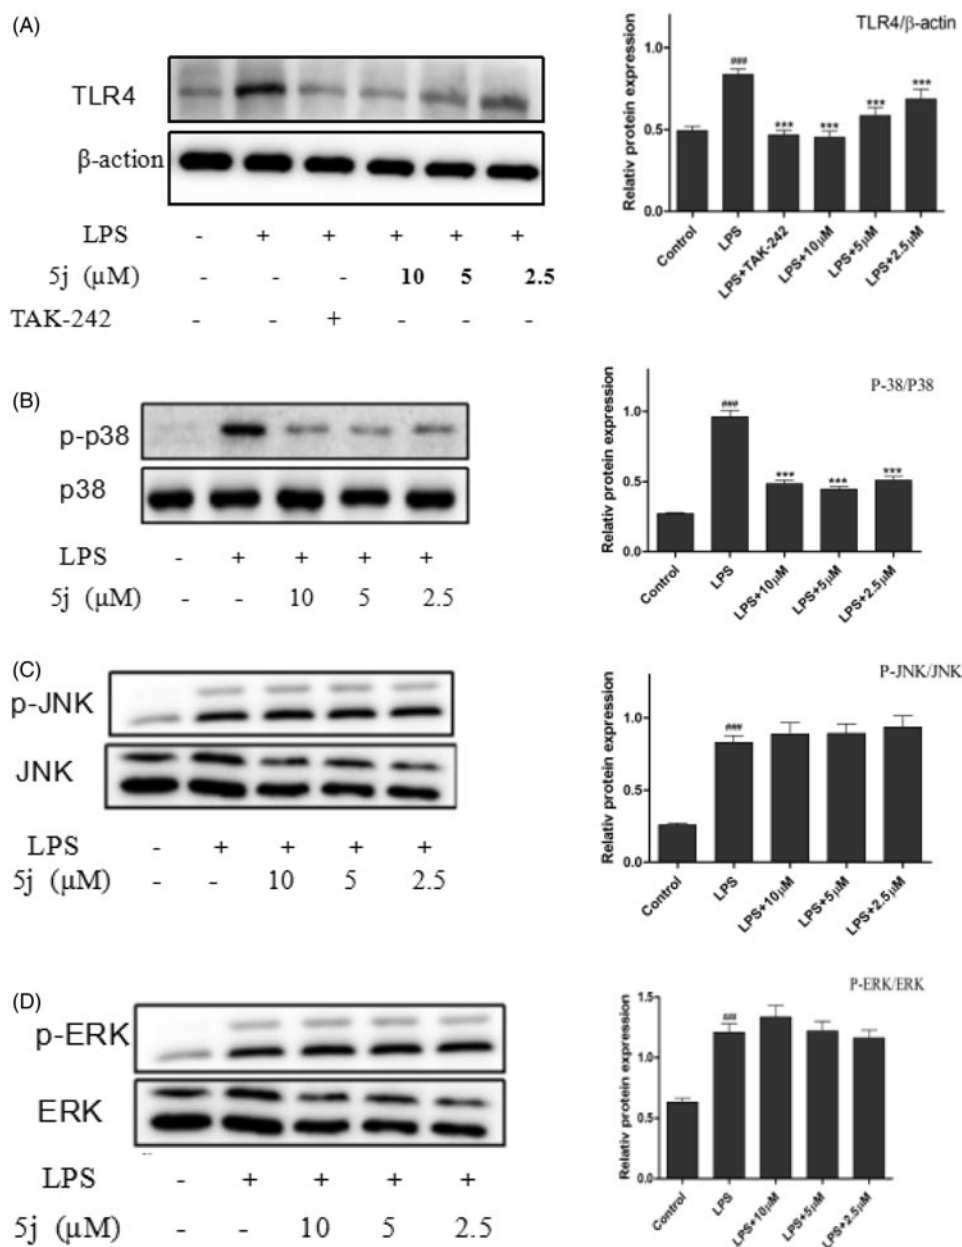 (A)
TLR4
β-action
LPS - + + + + +
5j (μM) - - - 10 5 2.5
TAK-242 - - + - - -
TLR4/β-actin
Relativ protein expression
1.0
0.5
0.0
###
***
***
***
***
Control
LPS
LPS+TAK-242
LPS+10μM
LPS+5μM
LPS+2.5μM
(B)
p-p38
p38
LPS - + + + +
5j (μM) - - 10 5 2.5
P-38/P38
Relativ protein expression
1.0
0.5
0.0
###
***
***
***
Control
LPS
LPS+10μM
LPS+5μM
LPS+2.5μM
(C)
p-JNK
JNK
LPS - + + + +
5j (μM) - - 10 5 2.5
P-JNK/JNK
Relativ protein expression
1.0
0.5
0.0
###
Control
LPS
LPS+10μM
LPS+5μM
LPS+2.5μM
(D)
p-ERK
ERK
LPS - + + + +
5j (μM) - - 10 5 2.5
P-ERK/ERK
Relativ protein expression
1.5
1.0
0.5
0.0
###
Control
LPS
LPS+10μM
LPS+5μM
LPS+2.5μM